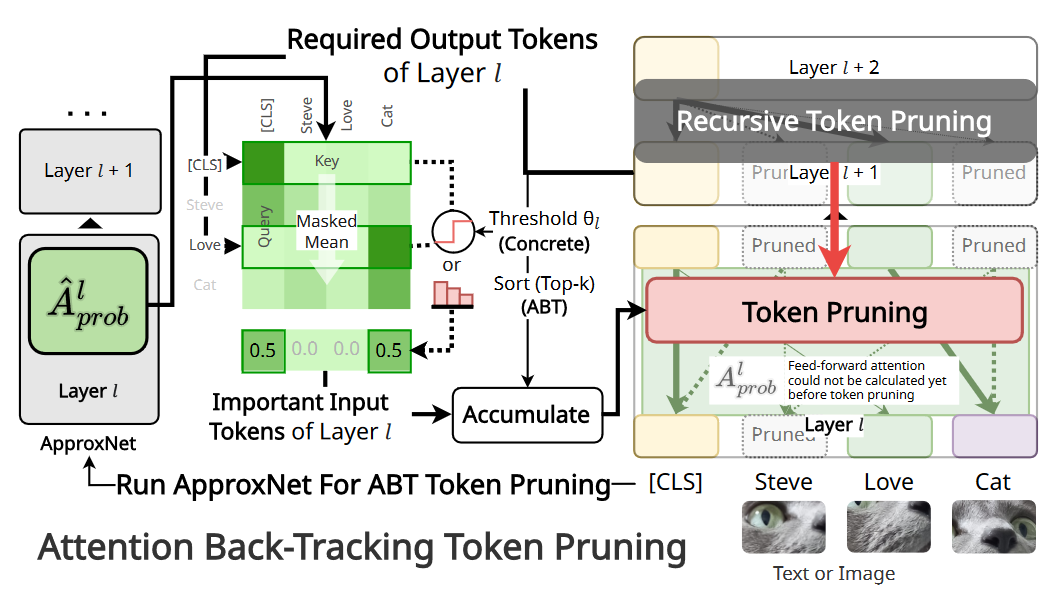 Required Output Tokens
of Layer l
. . .
Layer l + 1
Â^l_prob
Layer l
ApproxNet
[CLS]
Steve
Love
Cat
[CLS]
Steve
Love
Cat
Key
Query
Masked
Mean
0.5
0.0
0.0
0.5
Threshold θ_l
(Concrete)
or
Sort (Top-k)
(ABT)
Important Input
Tokens of Layer l
Accumulate
Run ApproxNet For ABT Token Pruning
Layer l + 2
Recursive Token Pruning
Layer l + 1
Pruned
Pruned
Pruned
Token Pruning
A^l_prob
Feed-forward attention
could not be calculated yet
before token pruning
Layer l
Pruned
[CLS]
Steve
Love
Cat
Text or Image
Attention Back-Tracking Token Pruning